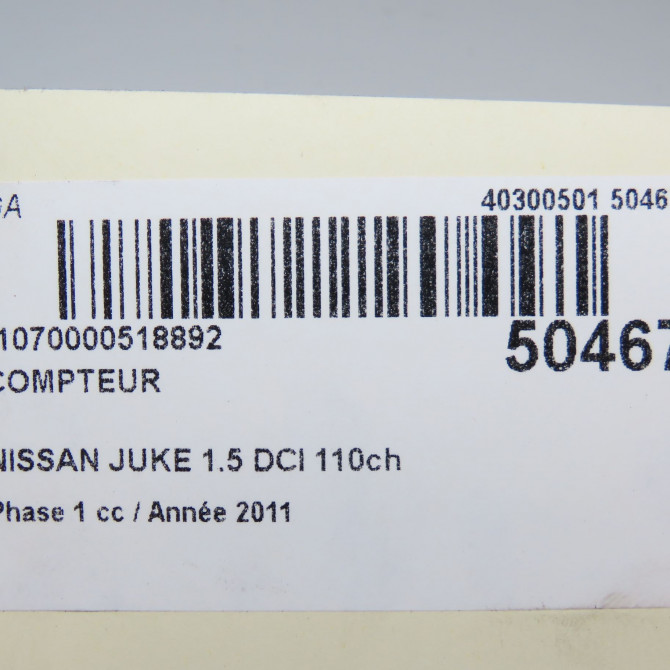 40300501 5046
1070000518892
50467
COMPTEUR
NISSAN JUKE 1.5 DCI 110ch
Phase 1 cc / Année 2011